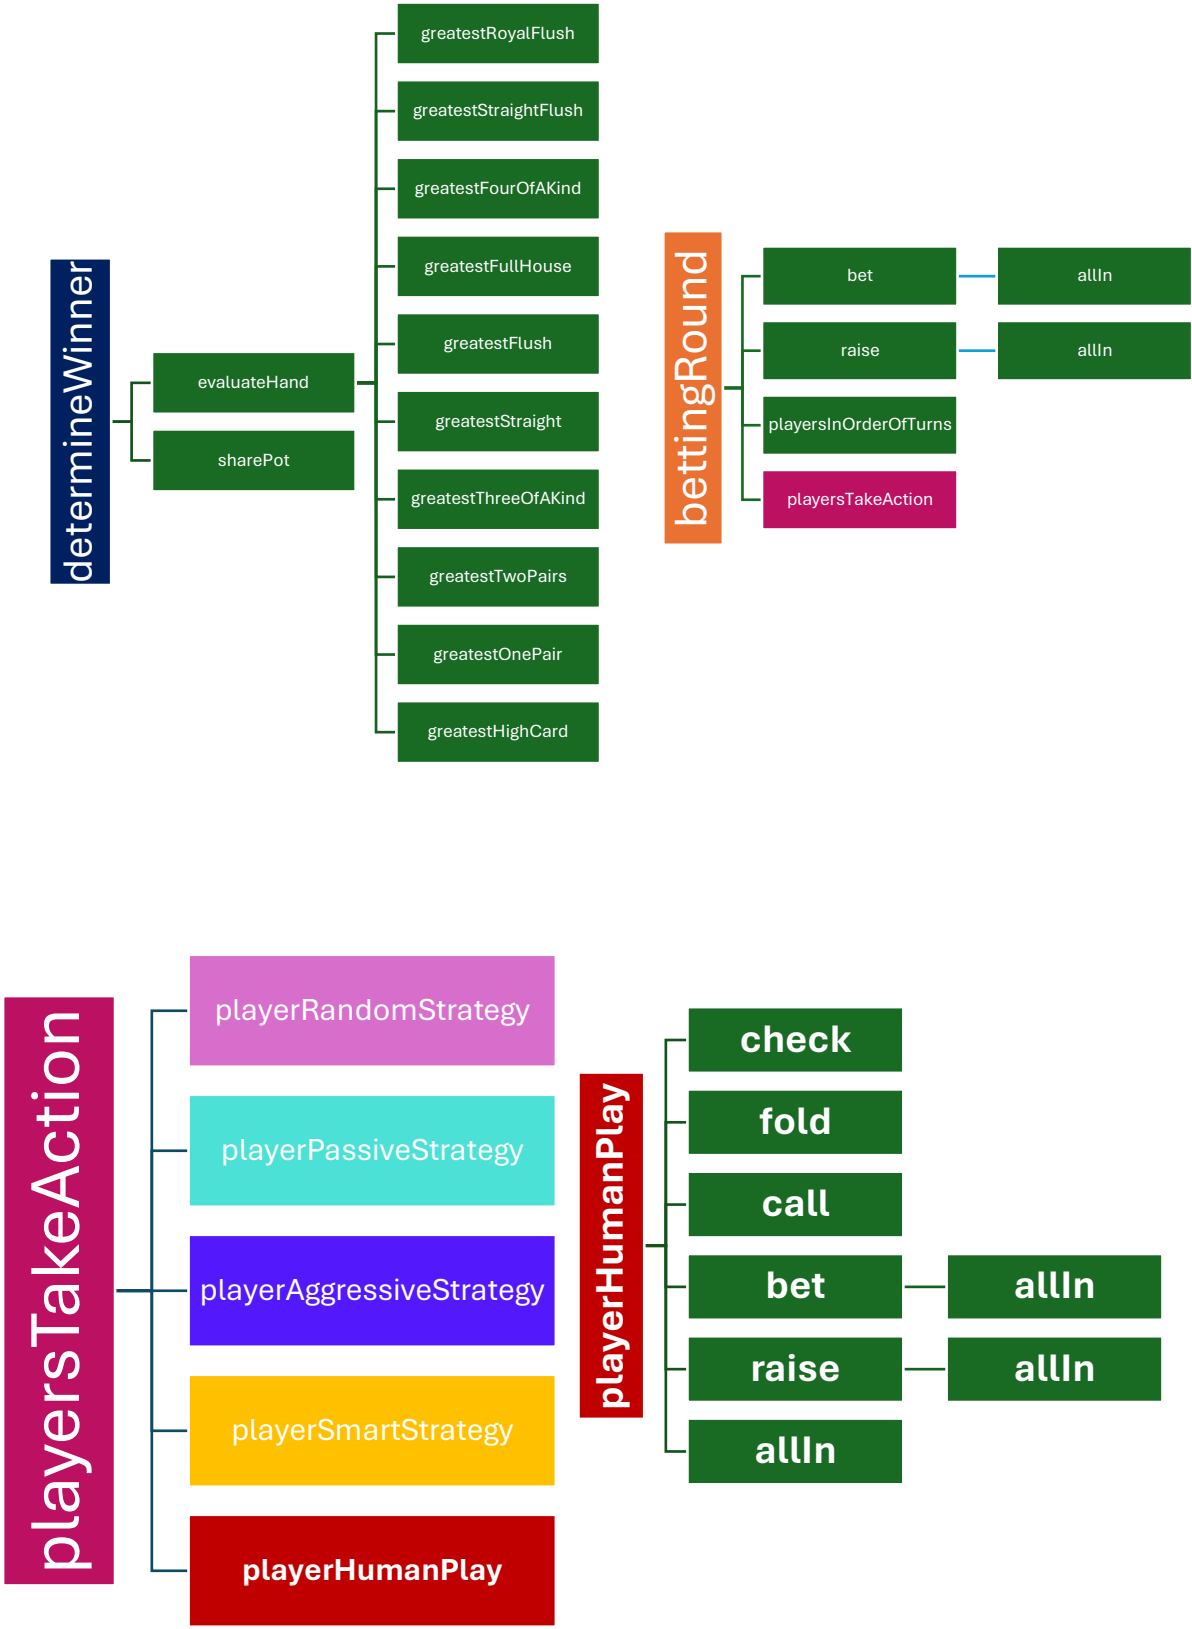 determineWinner
evaluateHand
sharePot
greatestRoyalFlush
greatestStraightFlush
greatestFourOfAKind
greatestFullHouse
greatestFlush
greatestStraight
greatestThreeOfAKind
greatestTwoPairs
greatestOnePair
greatestHighCard
bettingRound
bet
allIn
raise
allIn
playersInOrderOfTurns
playersTakeAction
playersTakeAction
playerRandomStrategy
playerPassiveStrategy
playerAggressiveStrategy
playerSmartStrategy
playerHumanPlay
playerHumanPlay
check
fold
call
bet
allIn
raise
allIn
allIn